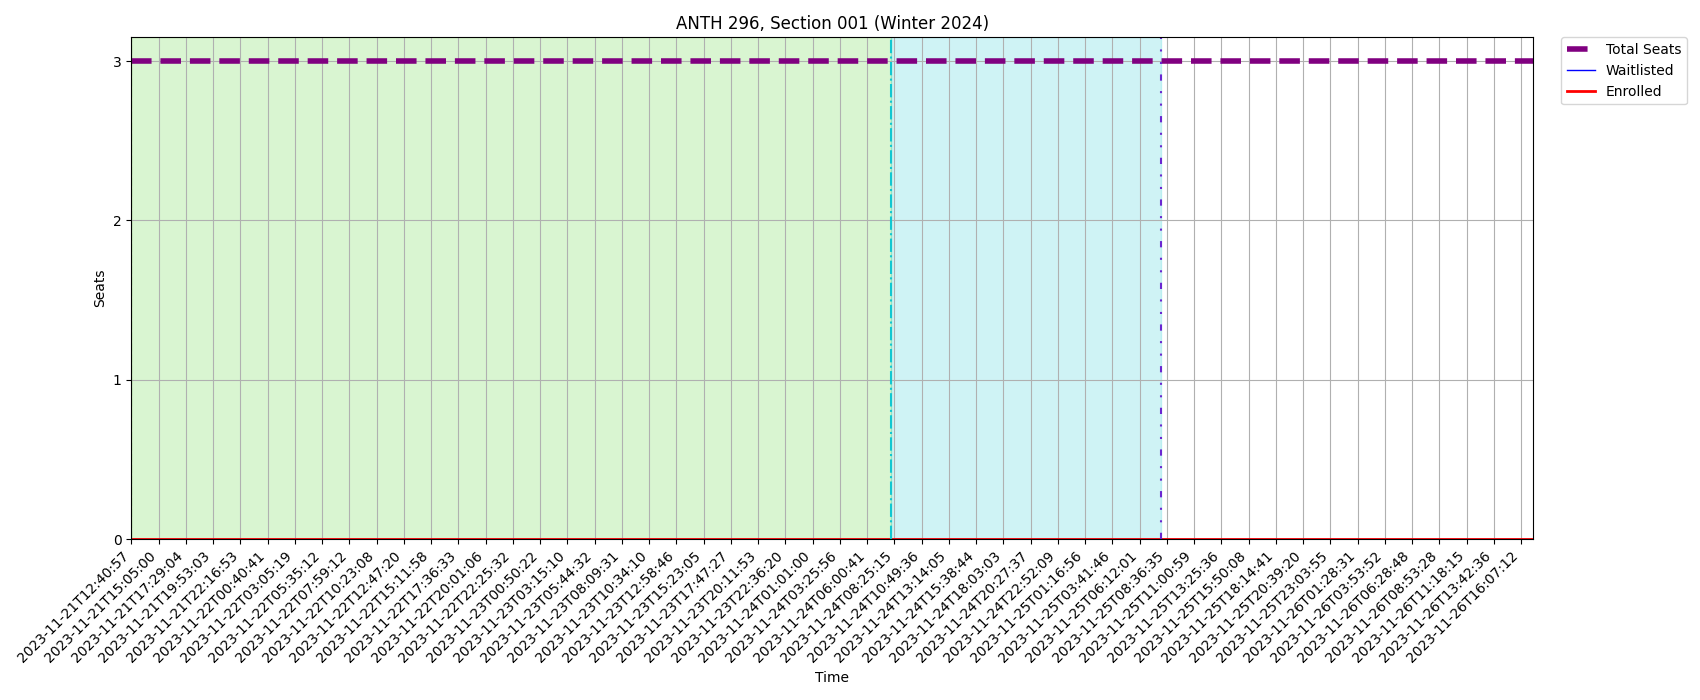 ANTH 296, Section 001 (Winter 2024)
Total Seats
Waitlisted
Enrolled
3
2
1
0
Seats
2023-11-21T12:40:57
2023-11-21T15:05:00
2023-11-21T17:29:04
2023-11-21T19:53:03
2023-11-21T22:16:53
2023-11-22T00:40:41
2023-11-22T03:05:19
2023-11-22T05:35:12
2023-11-22T07:59:12
2023-11-22T10:23:08
2023-11-22T12:47:20
2023-11-22T15:11:58
2023-11-22T17:36:33
2023-11-22T20:01:06
2023-11-22T22:25:32
2023-11-23T00:50:22
2023-11-23T03:15:10
2023-11-23T05:44:32
2023-11-23T08:09:31
2023-11-23T10:34:10
2023-11-23T12:58:46
2023-11-23T15:23:05
2023-11-23T17:47:27
2023-11-23T20:11:53
2023-11-23T22:36:20
2023-11-24T01:01:00
2023-11-24T03:25:56
2023-11-24T06:00:41
2023-11-24T08:25:15
2023-11-24T10:49:36
2023-11-24T13:14:05
2023-11-24T15:38:44
2023-11-24T18:03:03
2023-11-24T20:27:37
2023-11-24T22:52:09
2023-11-25T01:16:56
2023-11-25T03:41:46
2023-11-25T06:12:01
2023-11-25T08:36:35
2023-11-25T11:00:59
2023-11-25T13:25:36
2023-11-25T15:50:08
2023-11-25T18:14:41
2023-11-25T20:39:20
2023-11-25T23:03:55
2023-11-26T01:28:31
2023-11-26T03:53:52
2023-11-26T06:28:48
2023-11-26T08:53:28
2023-11-26T11:18:15
2023-11-26T13:42:36
2023-11-26T16:07:12
Time